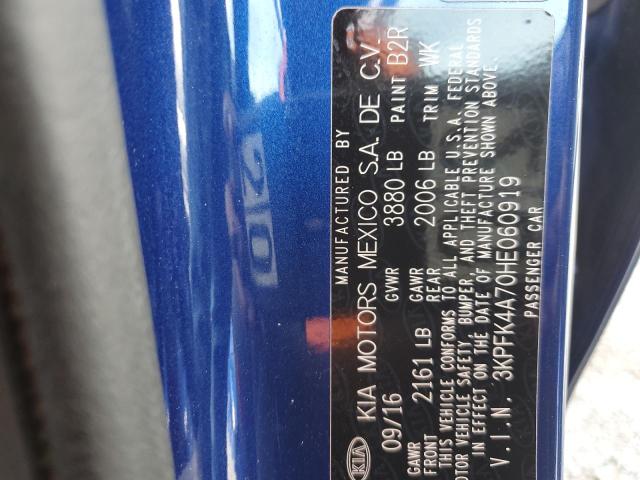 MANUFACTURED BY
KIA KIA MOTORS MEXICO S.A. DE C.V.
09/16 GVWR 3880 LB PAINT B2R
GAWR FRONT 2161 LB GAWR REAR 2006 LB TRIM WK
THIS VEHICLE CONFORMS TO ALL APPLICABLE U.S.A. FEDERAL
MOTOR VEHICLE SAFETY, BUMPER, AND THEFT PREVENTION STANDARDS
IN EFFECT ON THE DATE OF MANUFACTURE SHOWN ABOVE.
V.I.N. 3KPFK4A70HE060919
PASSENGER CAR